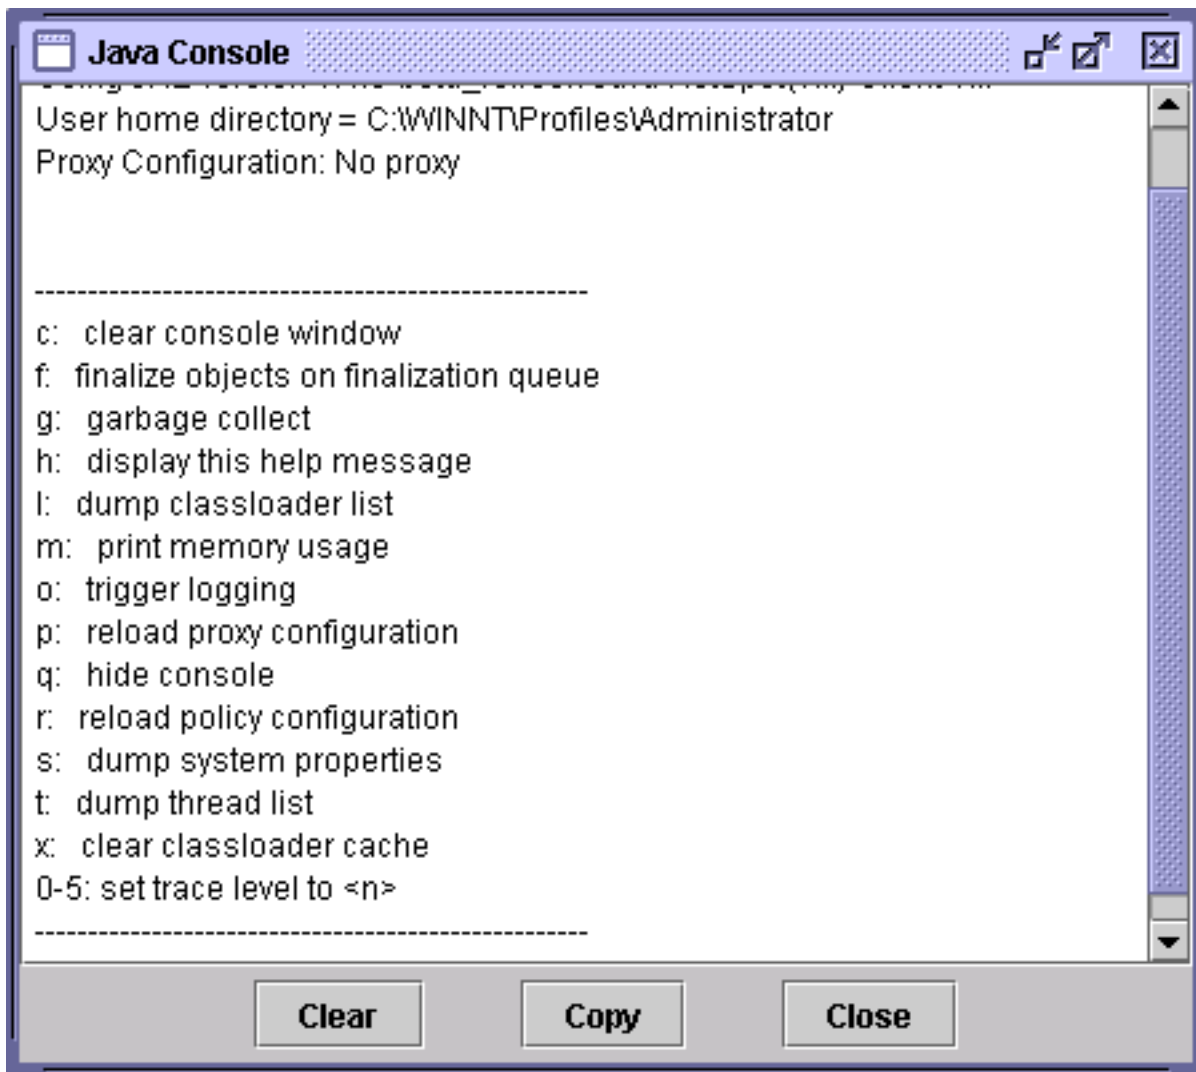 Java Console
User home directory = C:\WINNT\Profiles\Administrator
Proxy Configuration: No proxy
----------------------------------------------------
c:   clear console window
f:   finalize objects on finalization queue
g:   garbage collect
h:   display this help message
l:   dump classloader list
m:   print memory usage
o:   trigger logging
p:   reload proxy configuration
q:   hide console
r:   reload policy configuration
s:   dump system properties
t:   dump thread list
x:   clear classloader cache
0-5: set trace level to <n>
----------------------------------------------------
Clear Copy Close